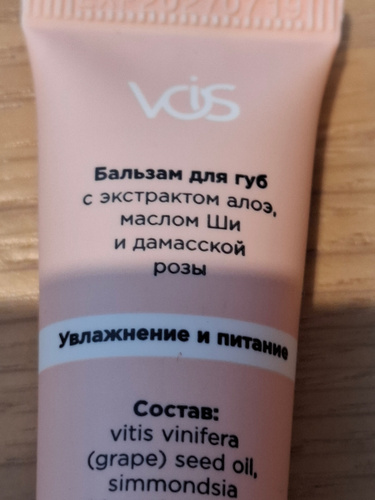 VOIS
Бальзам для губ
с экстрактом алоэ,
маслом Ши
и дамасской
розы
Увлажнение и питание
Состав:
vitis vinifera
(grape) seed oil,
simmondsia